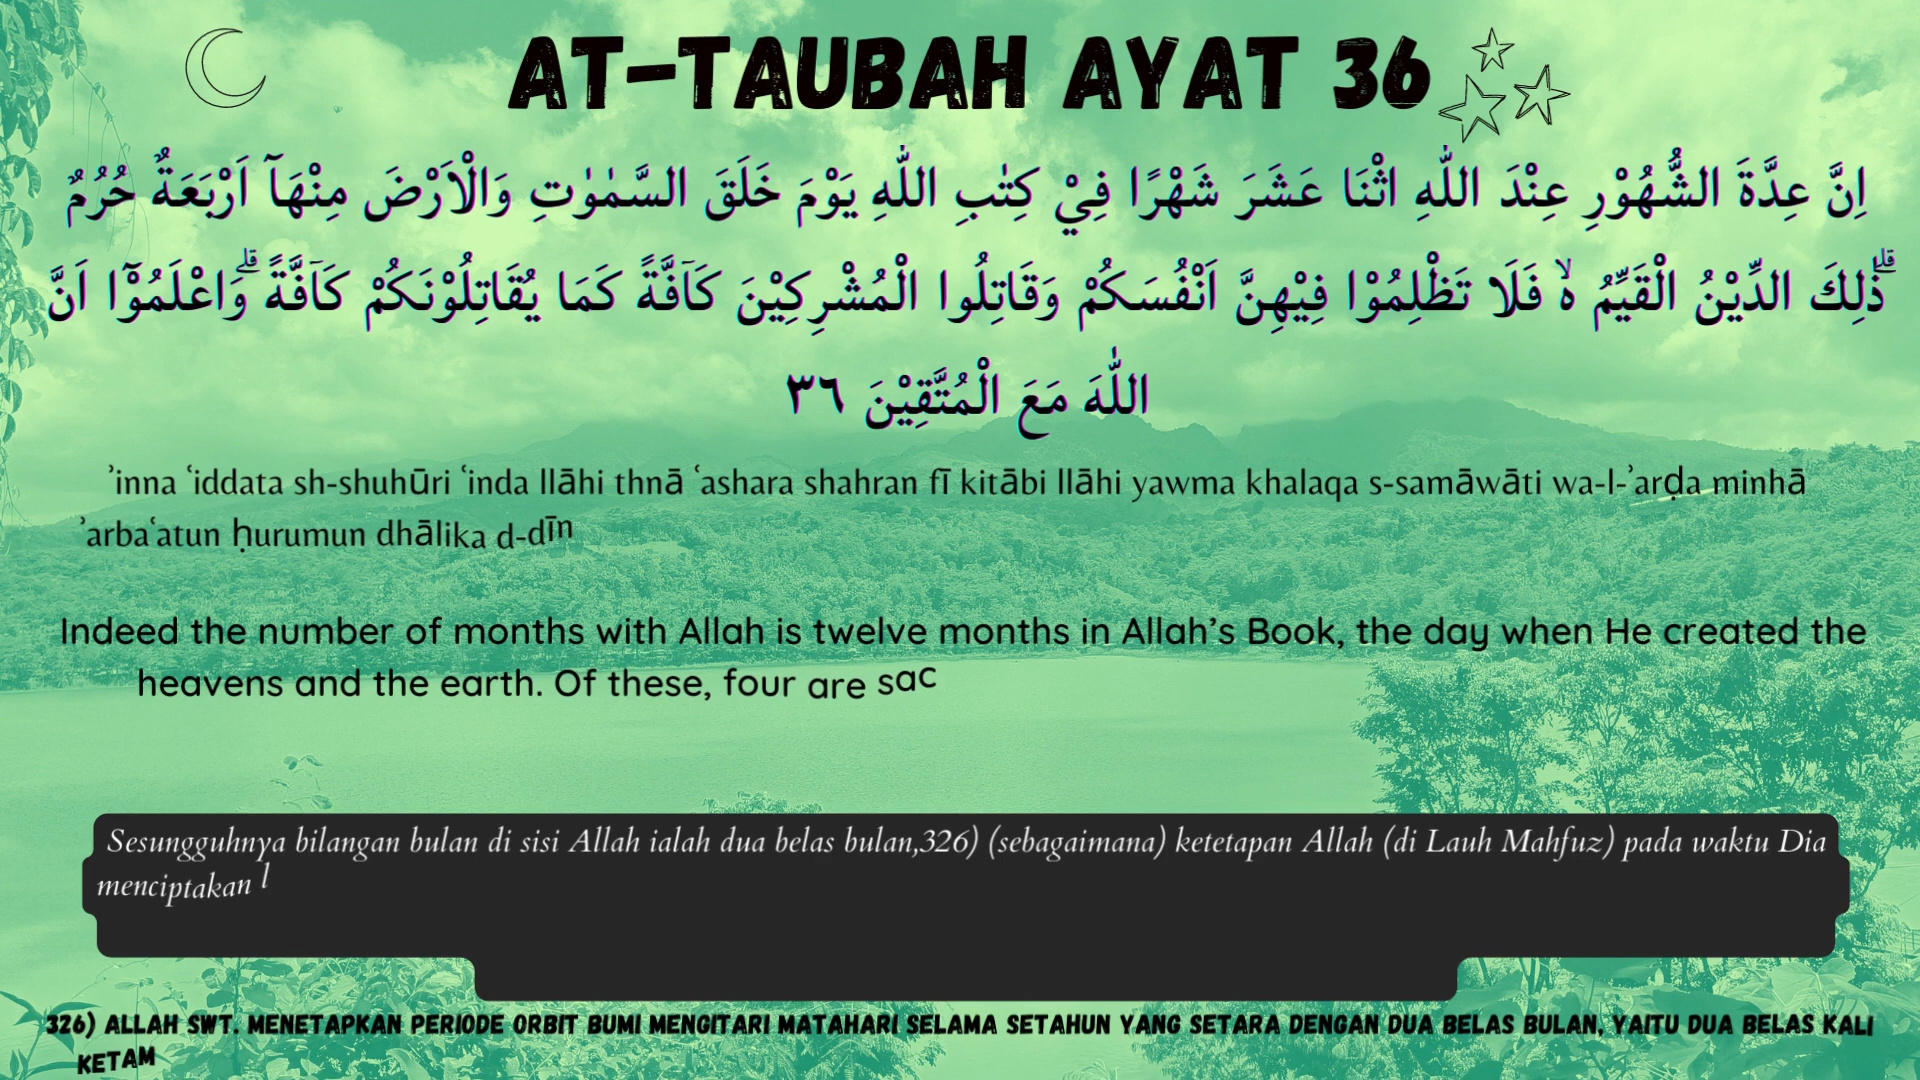 AT-TAUBAH AYAT 36
اِنَّ عِدَّةَ الشُّهُوْرِ عِنْدَ اللّٰهِ اثْنَا عَشَرَ شَهْرًا فِيْ كِتٰبِ اللّٰهِ يَوْمَ خَلَقَ السَّمٰوٰتِ وَالْاَرْضَ مِنْهَآ اَرْبَعَةٌ حُرُمٌ
ۗذٰلِكَ الدِّيْنُ الْقَيِّمُ ەۙ فَلَا تَظْلِمُوْا فِيْهِنَّ اَنْفُسَكُمْ وَقَاتِلُوا الْمُشْرِكِيْنَ كَاۤفَّةً كَمَا يُقَاتِلُوْنَكُمْ كَاۤفَّةً ۗوَاعْلَمُوْٓا اَنَّ
اللّٰهَ مَعَ الْمُتَّقِيْنَ ٣٦
ʾinna ʿiddata sh-shuhūri ʿinda llāhi thnā ʿashara shahran fī kitābi llāhi yawma khalaqa s-samāwāti wa-l-ʾarḍa minhā
ʾarbaʿatun ḥurumun dhālika d-dīn
Indeed the number of months with Allah is twelve months in Allah’s Book, the day when He created the
heavens and the earth. Of these, four are sac
Sesungguhnya bilangan bulan di sisi Allah ialah dua belas bulan,326) (sebagaimana) ketetapan Allah (di Lauh Mahfuz) pada waktu Dia
menciptakan l
326) ALLAH SWT. MENETAPKAN PERIODE ORBIT BUMI MENGITARI MATAHARI SELAMA SETAHUN YANG SETARA DENGAN DUA BELAS BULAN, YAITU DUA BELAS KALI
KETAM